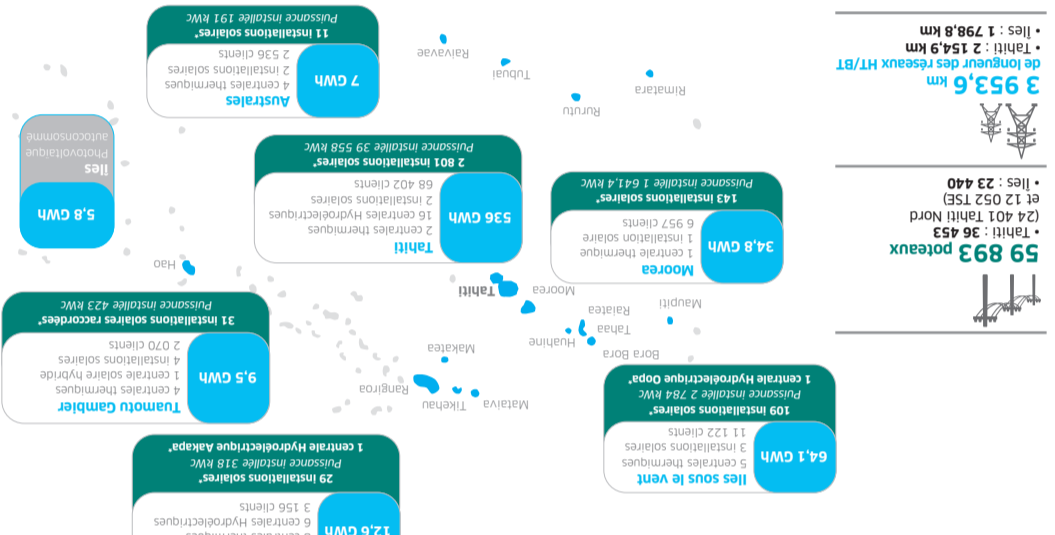 12,6 GWh
3 156 clients
6 centrales Hydroélectriques
29 installations solaires*
Puissance installée 318 kWc
1 centrale Hydroélectrique Aakapa*
64,1 GWh
Iles sous le vent
5 centrales thermiques
3 installations solaires
11 122 clients
109 installations solaires*
Puissance installée 2 784 kWc
1 centrale Hydroélectrique Oopa*
Mataiva
Tikehau
Rangiroa
Makatea
Bora Bora
Tahaa
Huahine
Raiatea
Maupiti
Moorea
Tahiti
Hao
9,5 GWh
Tuamotu Gambier
4 centrales thermiques
1 centrale solaire hybride
4 installations solaires
2 070 clients
31 installations solaires raccordées*
Puissance installée 423 kWc
59 893 poteaux
• Tahiti : 36 453
(24 401 Tahiti Nord
et 12 052 TSE)
• Îles : 23 440
34,8 GWh
Moorea
1 centrale thermique
1 installation solaire
6 957 clients
143 installations solaires*
Puissance installée 1 641,4 kWc
536 GWh
Tahiti
2 centrales thermiques
16 centrales Hydroélectriques
2 installations solaires
68 402 clients
2 801 installations solaires*
Puissance installée 39 558 kWc
5,8 GWh
îles
Photovoltaïque
autoconsommé
3 953,6 km
de longueur des réseaux HT/BT
• Tahiti : 2 154,9 km
• Îles : 1 798,8 km
Rurutu
Rimatara
Tubuai
Raivavae
7 GWh
Australes
4 centrales thermiques
2 installations solaires
2 536 clients
11 installations solaires*
Puissance installée 191 kWc